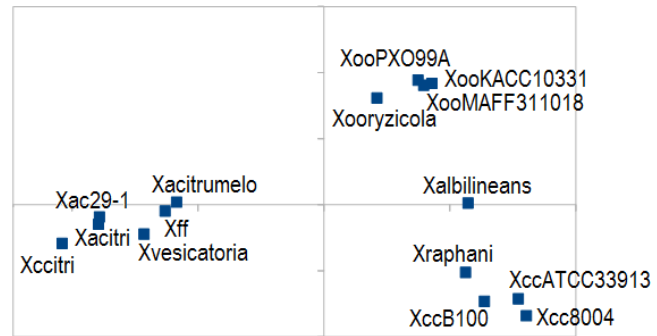 XooPXO99A
XooKACC10331
XooMAFF311018
Xooryzicola
Xacitrumelo
Xalbilineans
Xac29-1
Xff
Xacitri
Xvesicatoria
Xccitri
Xraphani
XccATCC33913
XccB100
Xcc8004